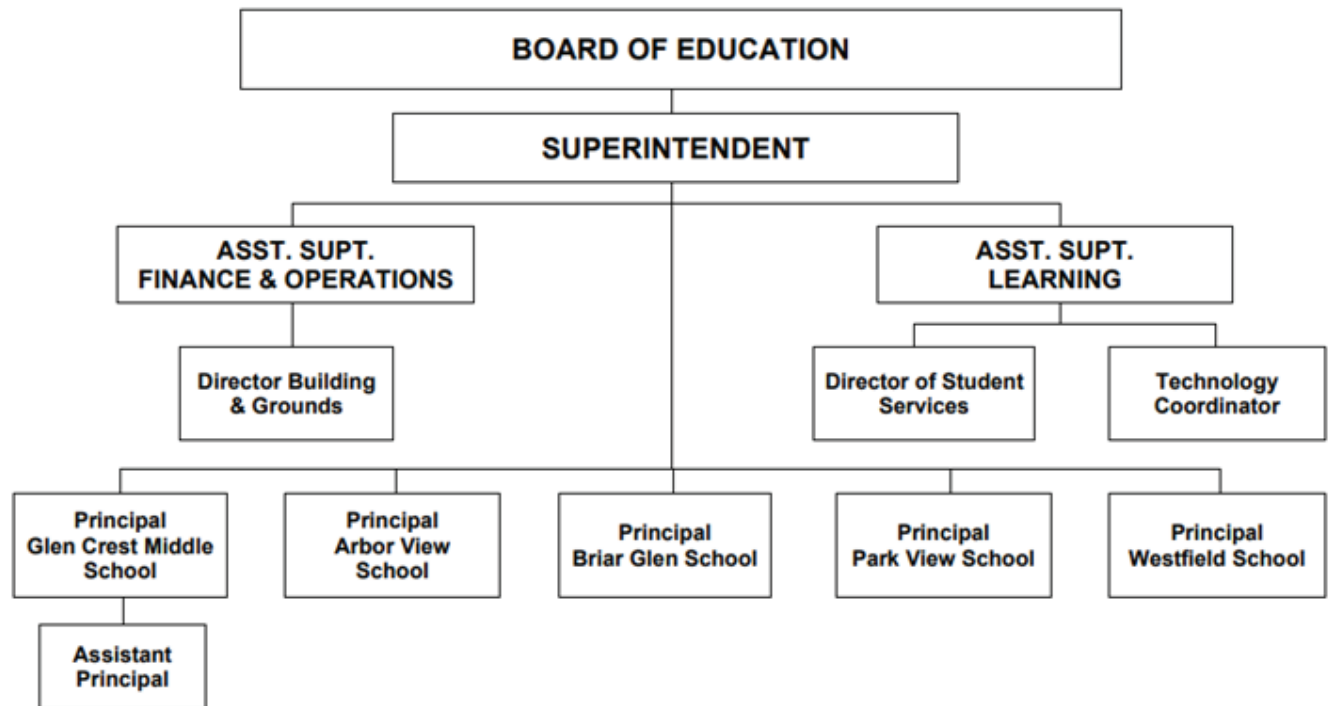 BOARD OF EDUCATION
SUPERINTENDENT
ASST. SUPT.
FINANCE & OPERATIONS
ASST. SUPT.
LEARNING
Director Building
& Grounds
Director of Student
Services
Technology
Coordinator
Principal
Glen Crest Middle
School
Principal
Arbor View
School
Principal
Briar Glen School
Principal
Park View School
Principal
Westfield School
Assistant
Principal